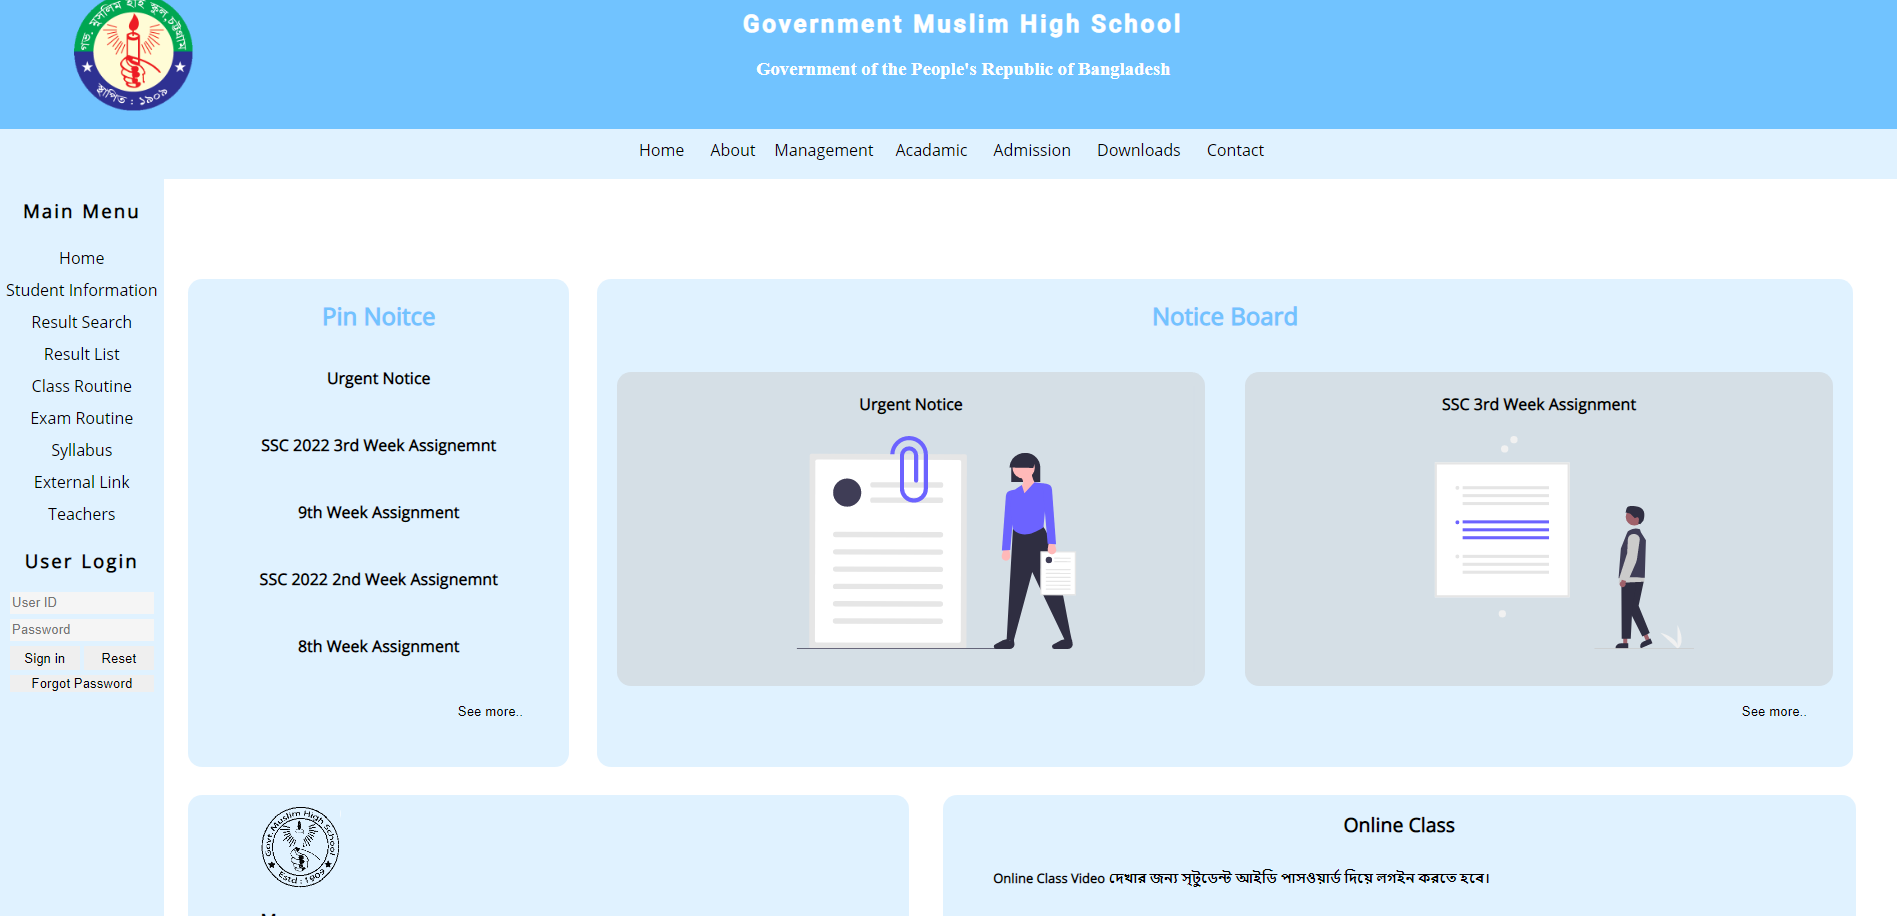 গভ. মুসলিম হাই স্কুল,চট্টগ্রাম
স্থাপিত : ১৯০৯
Government Muslim High School
Government of the People's Republic of Bangladesh
Home About Management Acadamic Admission Downloads Contact
Main Menu
Home
Student Information
Result Search
Result List
Class Routine
Exam Routine
Syllabus
External Link
Teachers
User Login
User ID
Password
Sign in Reset
Forgot Password
Pin Noitce
Urgent Notice
SSC 2022 3rd Week Assignemnt
9th Week Assignment
SSC 2022 2nd Week Assignemnt
8th Week Assignment
See more..
Notice Board
Urgent Notice
SSC 3rd Week Assignment
See more..
Govt. Muslim High School
Estd : 1909
Online Class
Online Class Video দেখার জন্য স্টুডেন্ট আইডি পাসওয়ার্ড দিয়ে লগইন করতে হবে।